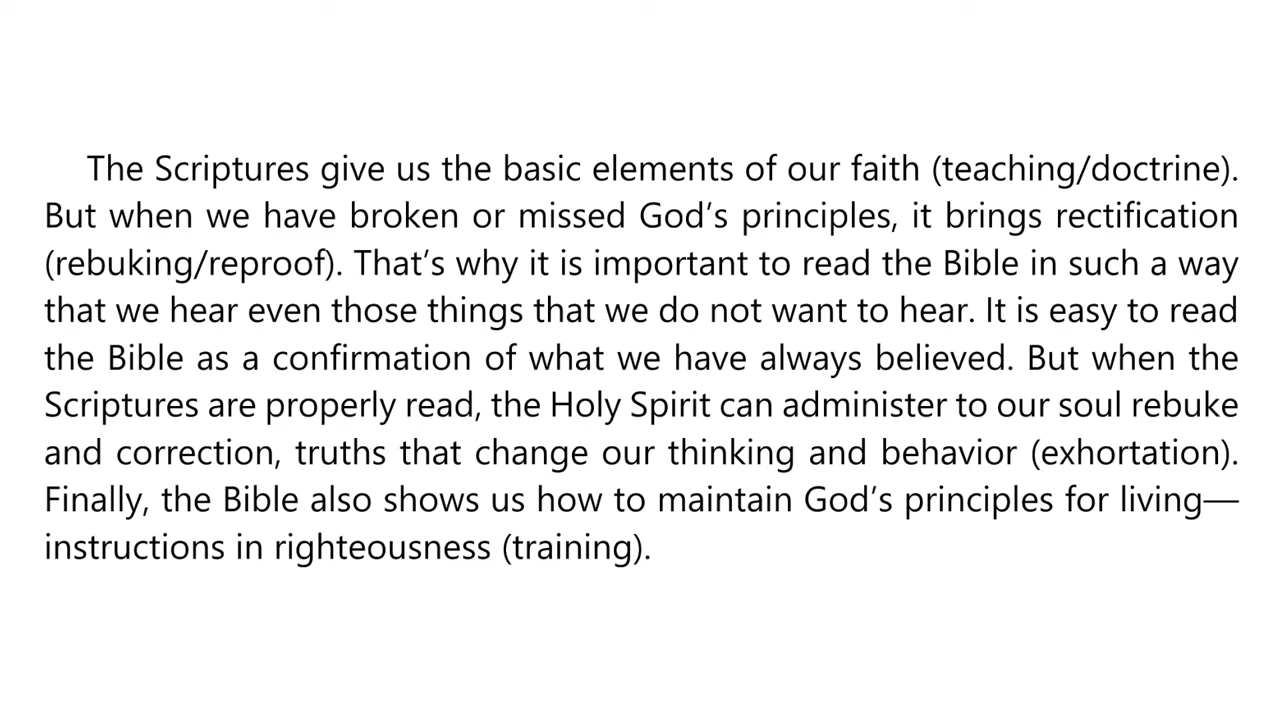 The Scriptures give us the basic elements of our faith (teaching/doctrine).
But when we have broken or missed God’s principles, it brings rectification
(rebuking/reproof). That’s why it is important to read the Bible in such a way
that we hear even those things that we do not want to hear. It is easy to read
the Bible as a confirmation of what we have always believed. But when the
Scriptures are properly read, the Holy Spirit can administer to our soul rebuke
and correction, truths that change our thinking and behavior (exhortation).
Finally, the Bible also shows us how to maintain God’s principles for living—
instructions in righteousness (training).